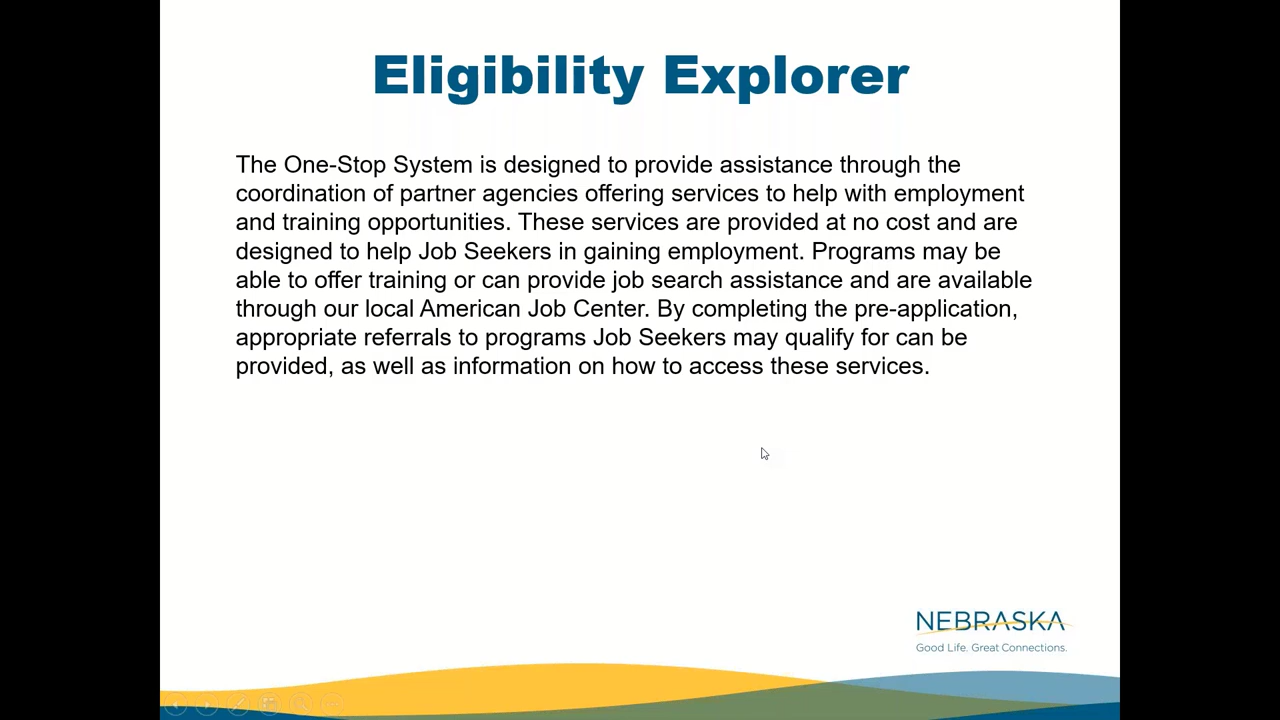 Eligibility Explorer
The One-Stop System is designed to provide assistance through the
coordination of partner agencies offering services to help with employment
and training opportunities. These services are provided at no cost and are
designed to help Job Seekers in gaining employment. Programs may be
able to offer training or can provide job search assistance and are available
through our local American Job Center. By completing the pre-application,
appropriate referrals to programs Job Seekers may qualify for can be
provided, as well as information on how to access these services.
NEBRASKA
Good Life. Great Connections.